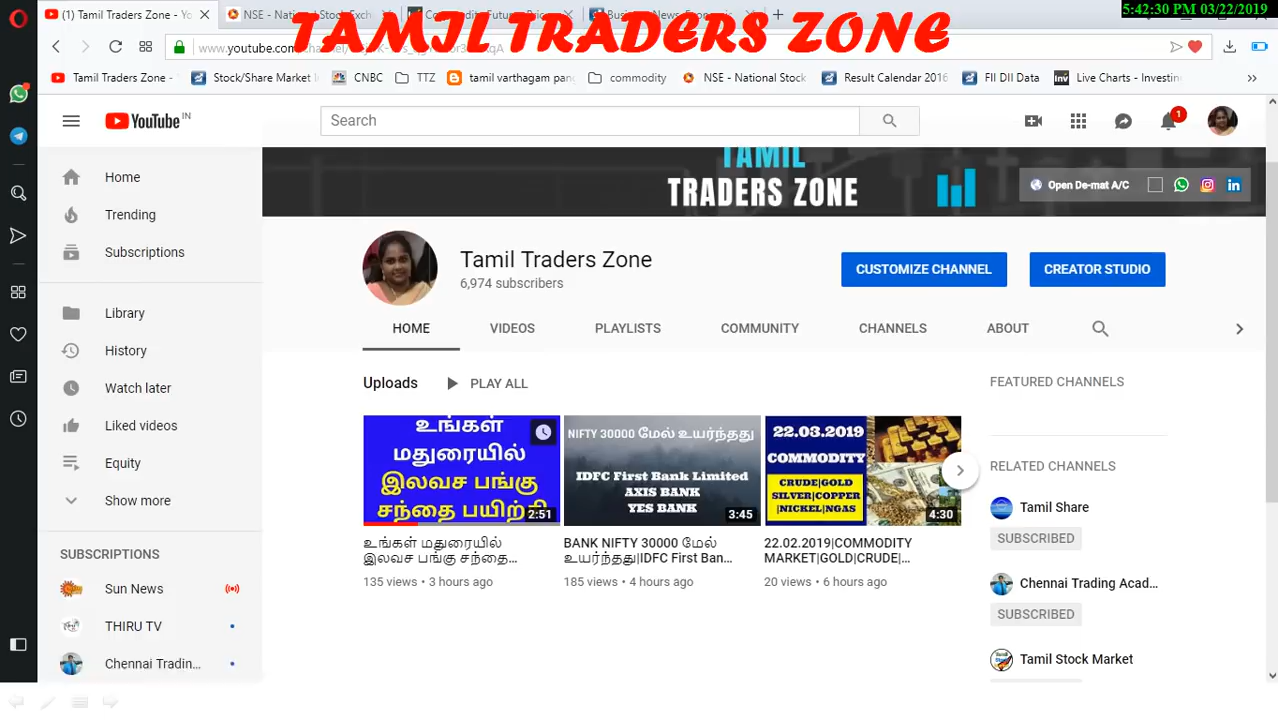 5:42:30 PM 03/22/2019
(1) Tamil Traders Zone - Yo
TAMIL TRADERS ZONE
www.youtube.com
Tamil Traders Zone -
Stock/Share Market
CNBC
TTZ
tamil varthagam pan
commodity
NSE - National Stock
Result Calendar 2016
FII DII Data
Live Charts - Investin
YouTube IN
Search
1
Home
Trending
Subscriptions
Library
History
Watch later
Liked videos
Equity
Show more
SUBSCRIPTIONS
Sun News
THIRU TV
Chennai Tradin...
TAMIL
TRADERS ZONE
Open De-mat A/C
Tamil Traders Zone
6,974 subscribers
CUSTOMIZE CHANNEL
CREATOR STUDIO
HOME
VIDEOS
PLAYLISTS
COMMUNITY
CHANNELS
ABOUT
Uploads
PLAY ALL
உங்கள்
மதுரையில்
இலவச பங்கு
சந்தை பயிற்சி
2:51
உங்கள் மதுரையில்
இலவச பங்கு சந்தை...
135 views • 3 hours ago
NIFTY 30000 மேல் உயர்ந்தது
IDFC First Bank Limited
AXIS BANK
YES BANK
3:45
BANK NIFTY 30000 மேல்
உயர்ந்தது|IDFC First Ban...
185 views • 4 hours ago
22.03.2019
COMMODITY
CRUDE|GOLD
SILVER|COPPER
|NICKEL|NGAS
4:30
22.02.2019|COMMODITY
MARKET|GOLD|CRUDE|...
20 views • 6 hours ago
FEATURED CHANNELS
RELATED CHANNELS
Tamil Share
SUBSCRIBED
Chennai Trading Acad...
SUBSCRIBED
Tamil Stock Market